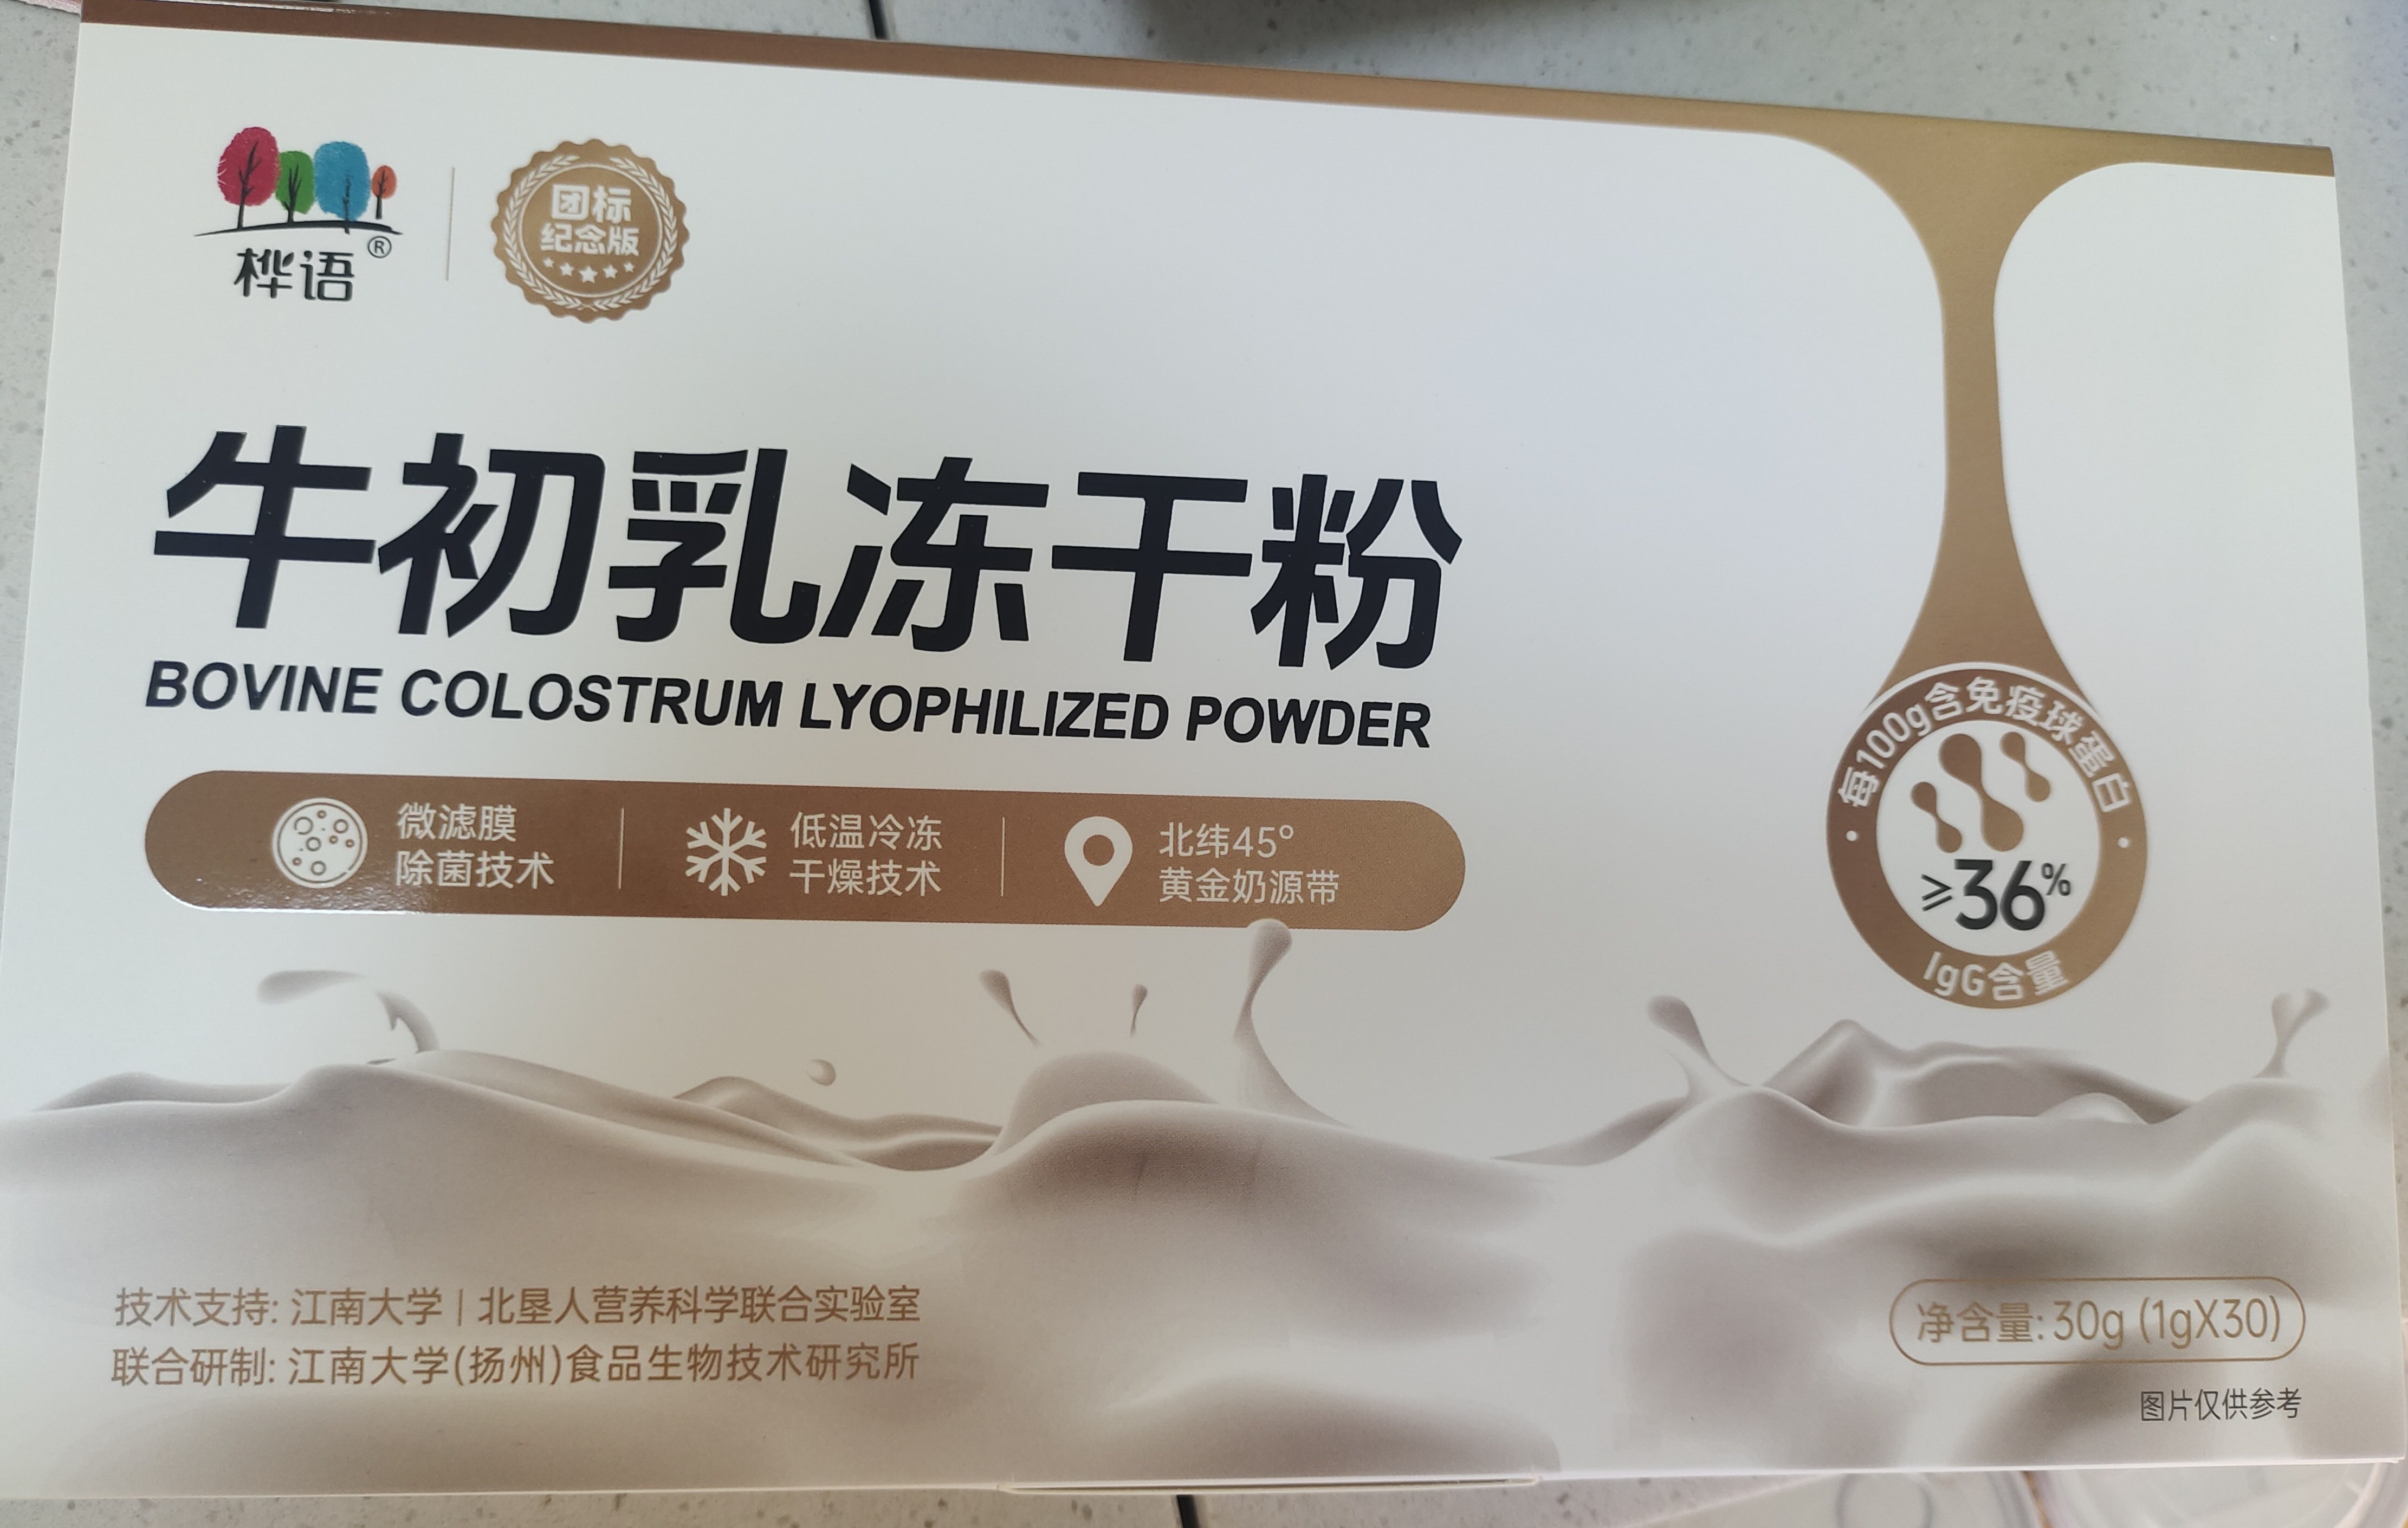 桦语®
团标
纪念版
牛初乳冻干粉
BOVINE COLOSTRUM LYOPHILIZED POWDER
微滤膜
除菌技术
低温冷冻
干燥技术
北纬45°
黄金奶源带
每100g含免疫球蛋白
≥36%
IgG含量
技术支持: 江南大学 | 北垦人营养科学联合实验室
联合研制: 江南大学(扬州)食品生物技术研究所
净含量: 30g (1gX30)
图片仅供参考